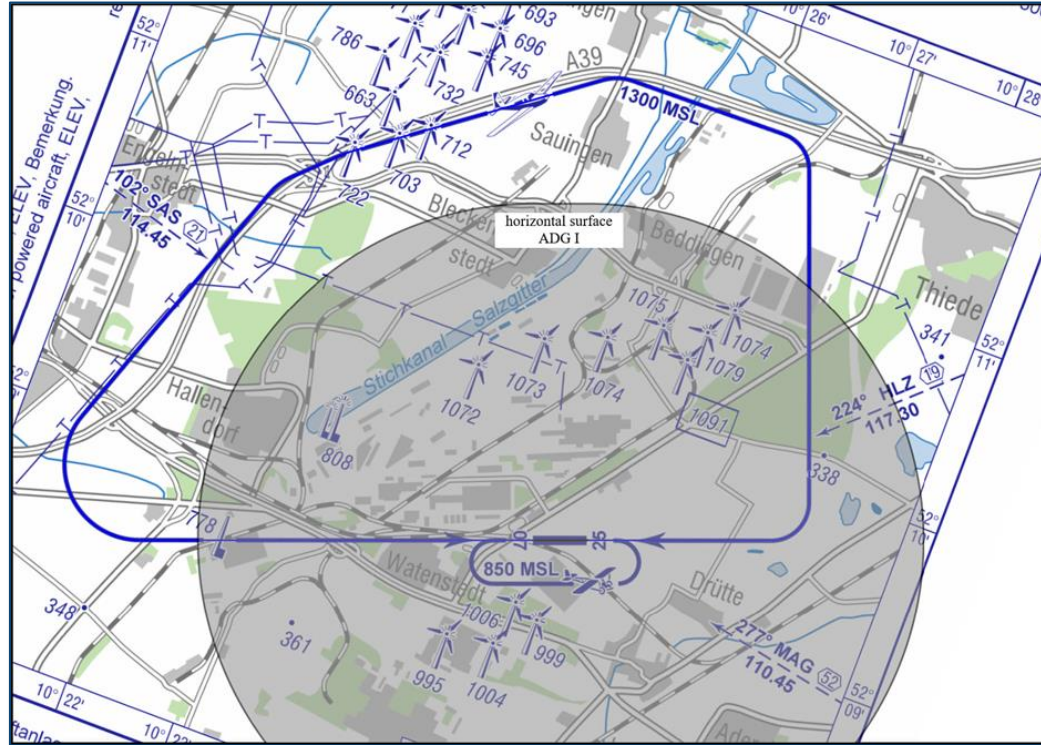 52°
11'
ELEV, Bemerkung.
powered aircraft, ELEV,
786
663
693
696
745
732
A39
1300 MSL
10°
26'
10°
27'
10°
28'
Sauingen
712
703
722
Engeln-
stedt
52°
10'
102° SAS 21
114.45
Blecken-
stedt
horizontal surface
ADG I
Beddingen
Thiede
341
52°
11'
Stichkanal Salzgitter
1075
1074
1079
1073
1074
1072
1091
224° HLZ 19
117.30
338
Hallen-
dorf
808
778
07
25
850 MSL
Watenstedt
Drütte
52°
10'
348
361
1006
999
995
1004
277° MAG 52
110.45
52°
09'
10°
22'
10°